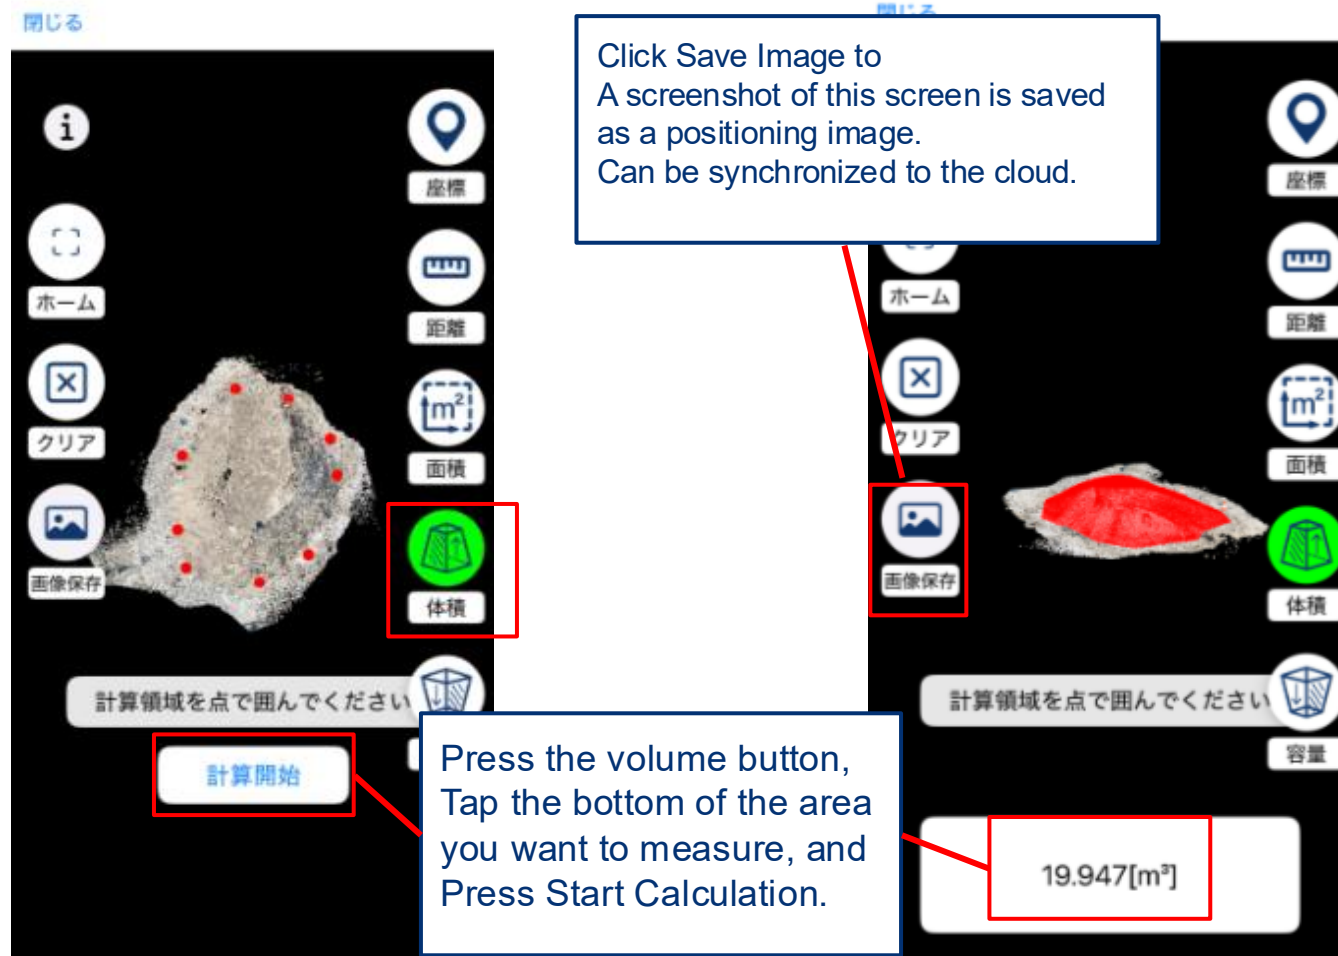 閉じる
i
座標
ホーム
距離
クリア
m²
面積
画像保存
体積
計算領域を点で囲んでください
計算開始
Click Save Image to
A screenshot of this screen is saved
as a positioning image.
Can be synchronized to the cloud.
Press the volume button,
Tap the bottom of the area
you want to measure, and
Press Start Calculation.
閉じる
座標
ホーム
距離
クリア
m²
面積
画像保存
体積
計算領域を点で囲んでください
容量
19.947[m³]